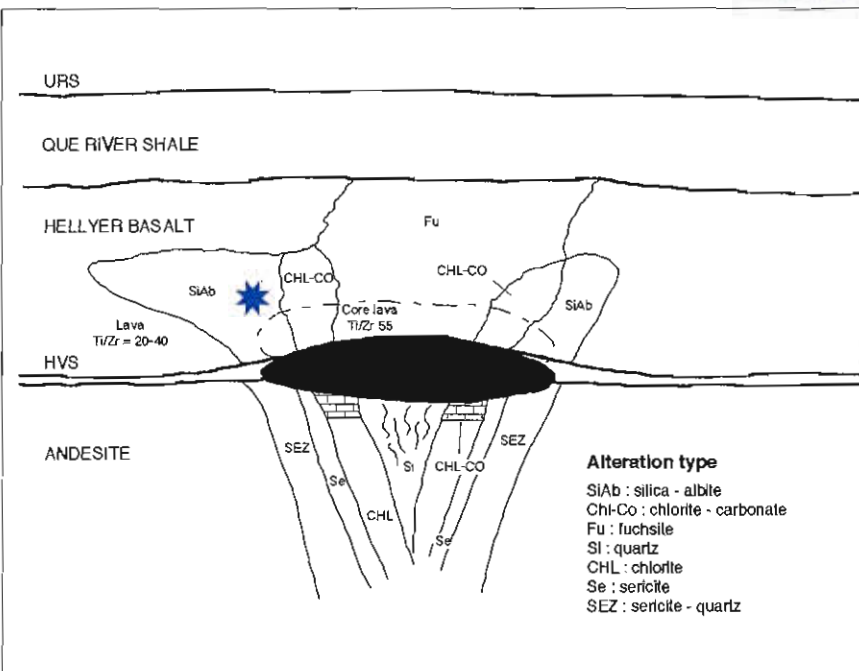 URS
QUE RIVER SHALE
HELLYER BASALT
Fu
CHL-CO
CHL-CO
SiAb
SiAb
Core lava
Ti/Zr 55
Lava
Ti/Zr = 20-40
HVS
ANDESITE
SEZ
SEZ
Se
Si
CHL-CO
CHL
Se
Alteration type
SiAb : silica - albite
Chl-Co : chlorite - carbonate
Fu : fuchsite
SI : quartz
CHL : chlorite
Se : sericite
SEZ : sericite - quartz